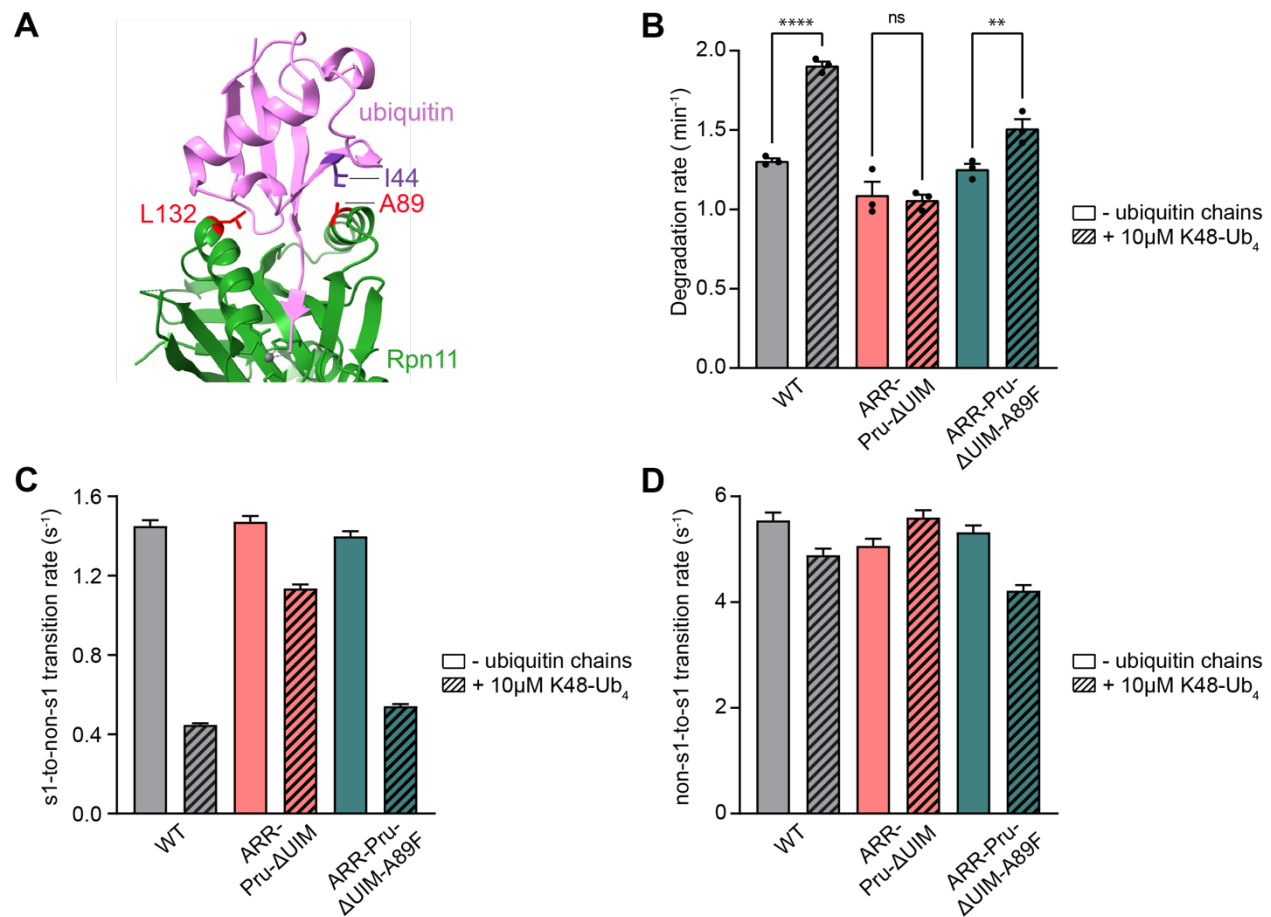 A
ubiquitin
I44
A89
L132
Rpn11
B
Degradation rate (min⁻¹)
2.0
1.5
1.0
0.5
0.0
****
ns
**
WT
ARR-
Pru-ΔUIM
ARR-Pru-
ΔUIM-A89F
- ubiquitin chains
+ 10μM K48-Ub₄
C
s1-to-non-s1 transition rate (s⁻¹)
1.6
1.2
0.8
0.4
0.0
WT
ARR-
Pru-ΔUIM
ARR-Pru-
ΔUIM-A89F
- ubiquitin chains
+ 10μM K48-Ub₄
D
non-s1-to-s1 transition rate (s⁻¹)
6
4
2
0
WT
ARR-
Pru-ΔUIM
ARR-Pru-
ΔUIM-A89F
- ubiquitin chains
+ 10μM K48-Ub₄